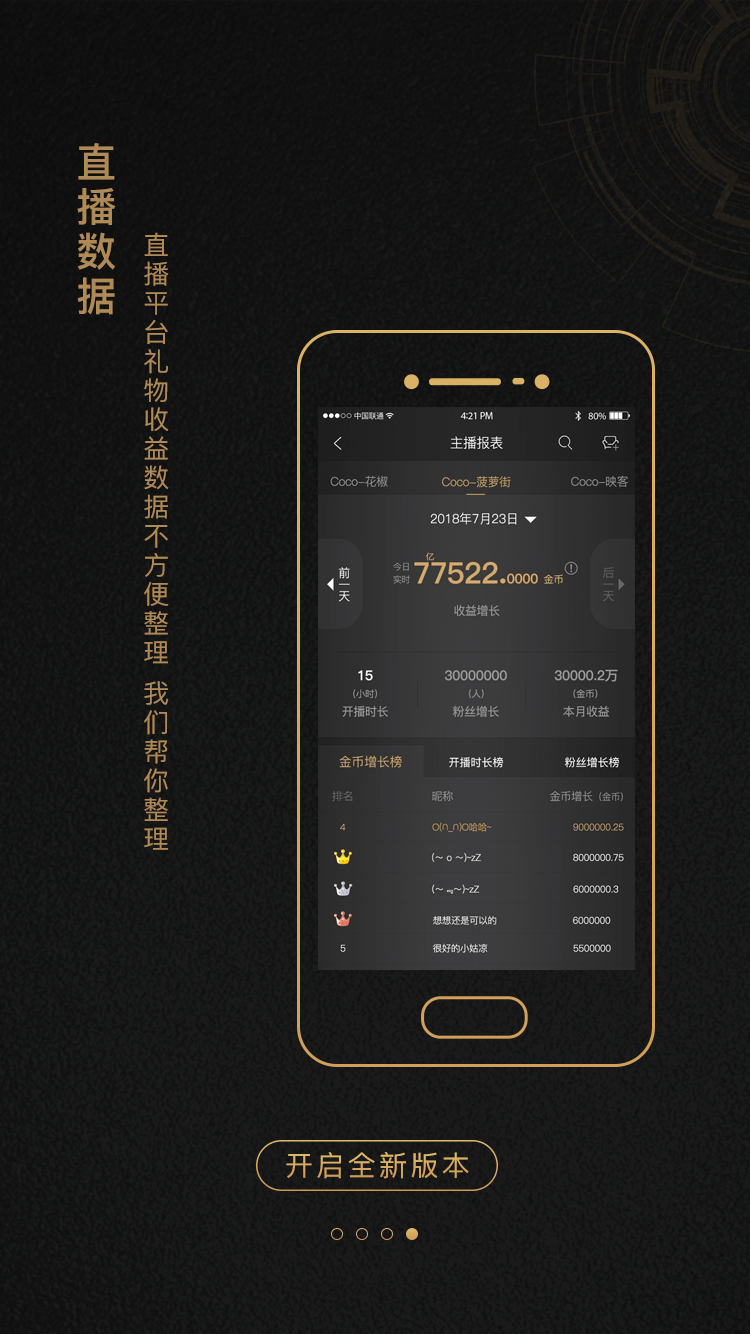 直播数据
直播平台礼物收益数据不方便整理 我们帮你整理
中国联通
4:21 PM
80%
主播报表
Coco-花椒
Coco-菠萝街
Coco-映客
2018年7月23日
前一天
今日实时
亿
77522.0000 金币
收益增长
后一天
15
(小时)
开播时长
30000000
(人)
粉丝增长
30000.2万
(金币)
本月收益
金币增长榜
开播时长榜
粉丝增长榜
排名
昵称
金币增长（金币）
4
O(∩_∩)O哈哈~
9000000.25
(～ o ～)~zZ
8000000.75
6000000.3
想想还是可以的
6000000
5
很好的小姑凉
5500000
开启全新版本